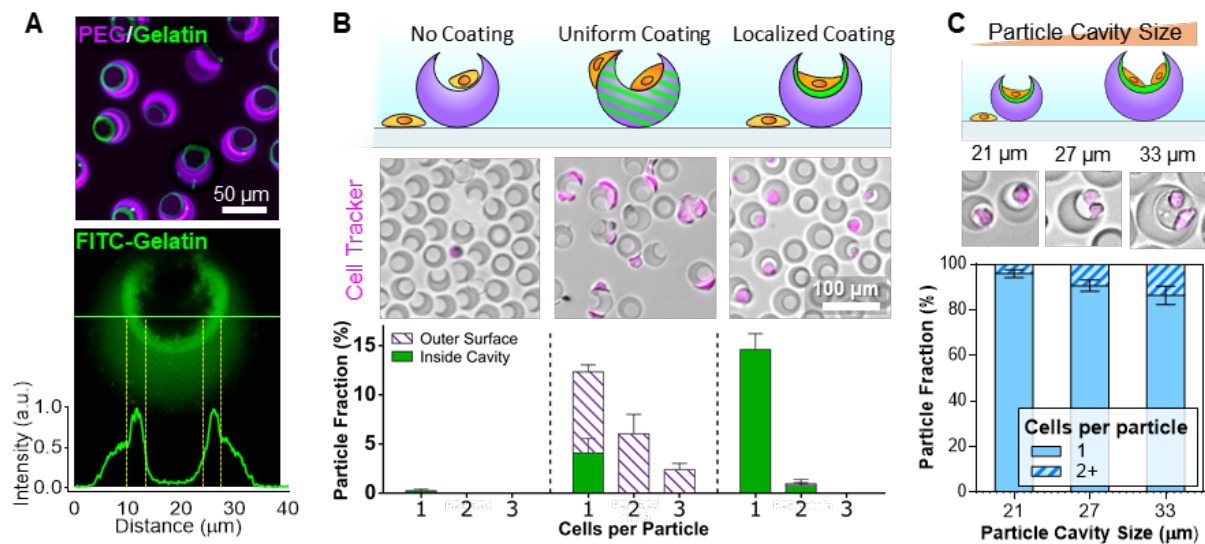 A
PEG/Gelatin
50 µm
FITC-Gelatin
Intensity (a.u.)
1.0
0.5
0.0
0 10 20 30 40
Distance (µm)
B
No Coating
Uniform Coating
Localized Coating
Cell Tracker
100 µm
Particle Fraction (%)
15
10
5
0
Outer Surface
Inside Cavity
1 2 3 1 2 3 1 2 3
Cells per Particle
C
Particle Cavity Size
21 µm
27 µm
33 µm
Particle Fraction (%)
100
80
60
40
20
0
Cells per particle
1
2+
21 27 33
Particle Cavity Size (µm)